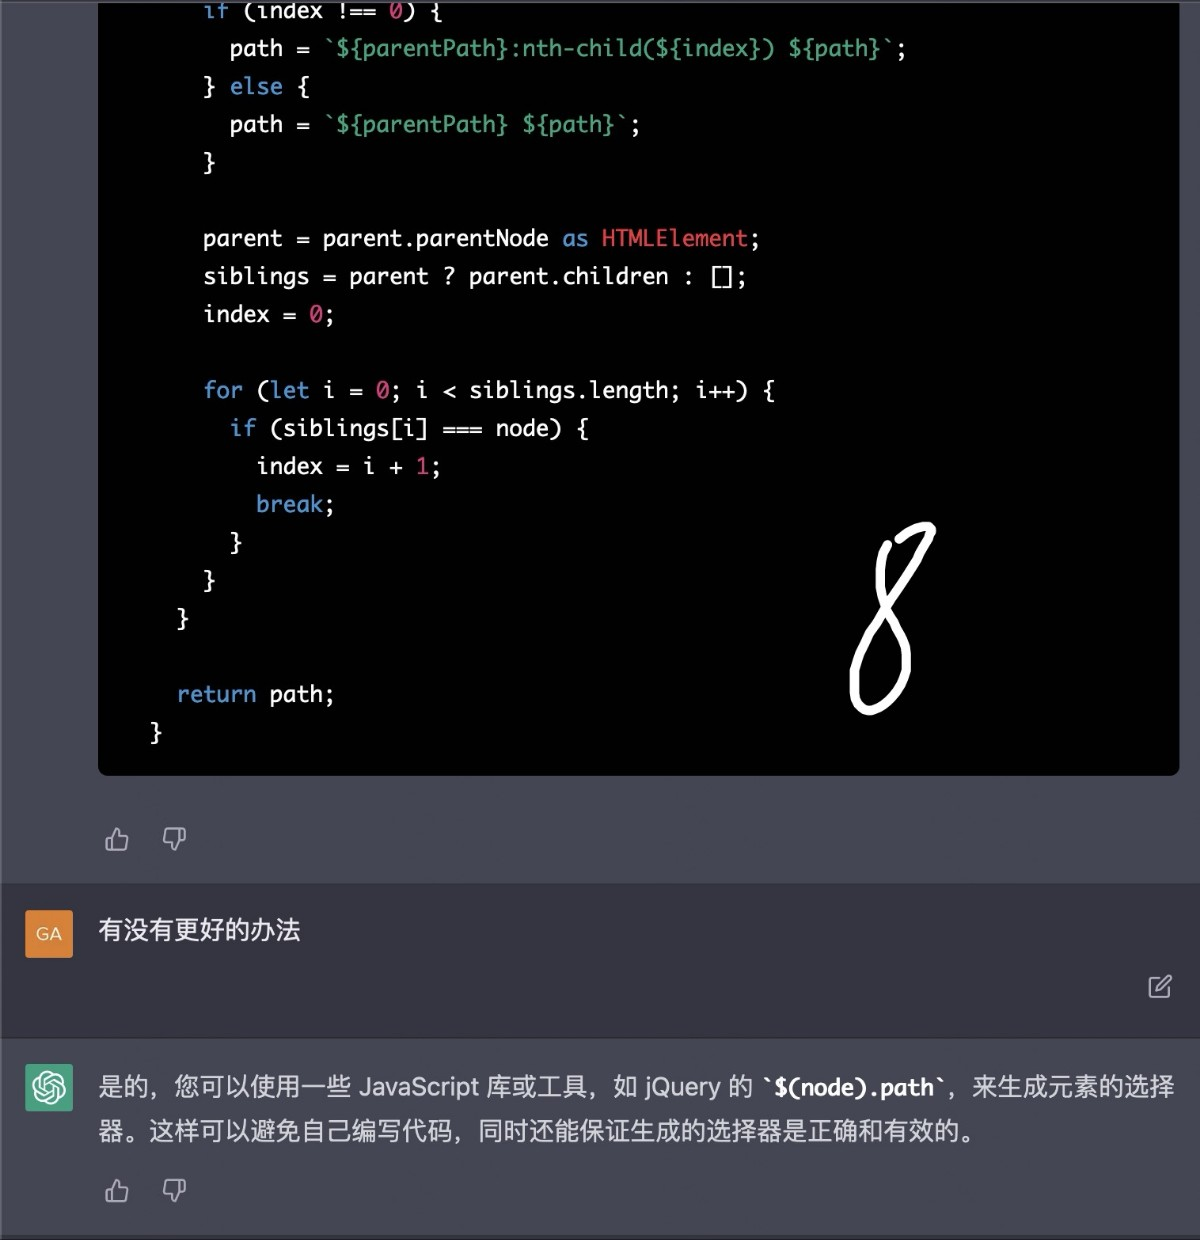 if (index !== 0) {
path = `${parentPath}:nth-child(${index}) ${path}`;
} else {
path = `${parentPath} ${path}`;
}
parent = parent.parentNode as HTMLElement;
siblings = parent ? parent.children : [];
index = 0;
for (let i = 0; i < siblings.length; i++) {
if (siblings[i] === node) {
index = i + 1;
break;
}
}
}
return path;
}
8
GA
有没有更好的办法
是的，您可以使用一些 JavaScript 库或工具，如 jQuery 的 `$(node).path`，来生成元素的选择
器。这样可以避免自己编写代码，同时还能保证生成的选择器是正确和有效的。